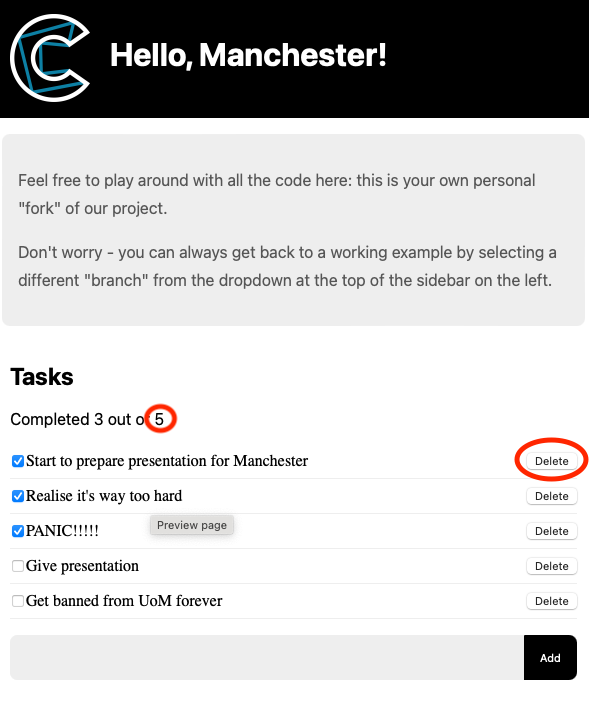 Hello, Manchester!
Feel free to play around with all the code here: this is your own personal
"fork" of our project.
Don't worry - you can always get back to a working example by selecting a
different "branch" from the dropdown at the top of the sidebar on the left.
Tasks
Completed 3 out of 5
Start to prepare presentation for Manchester Delete
Realise it's way too hard Delete
Preview page
PANIC!!!!! Delete
Give presentation Delete
Get banned from UoM forever Delete
Add